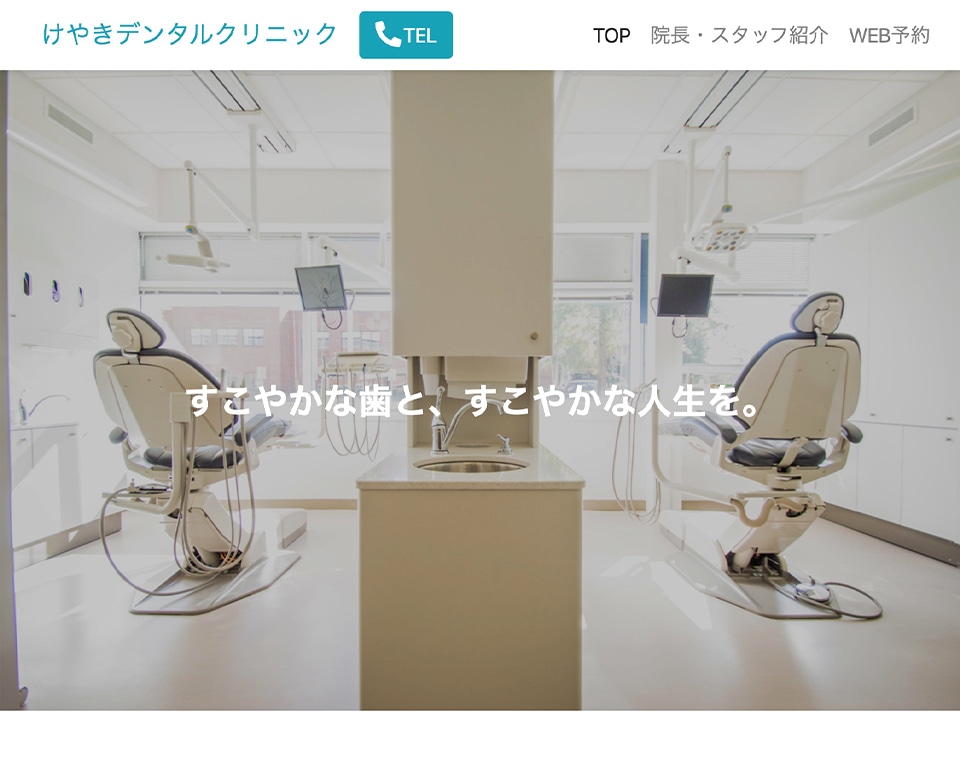 けやきデンタルクリニック
TEL
TOP
院長・スタッフ紹介
WEB予約
すこやかな歯と、すこやかな人生を。